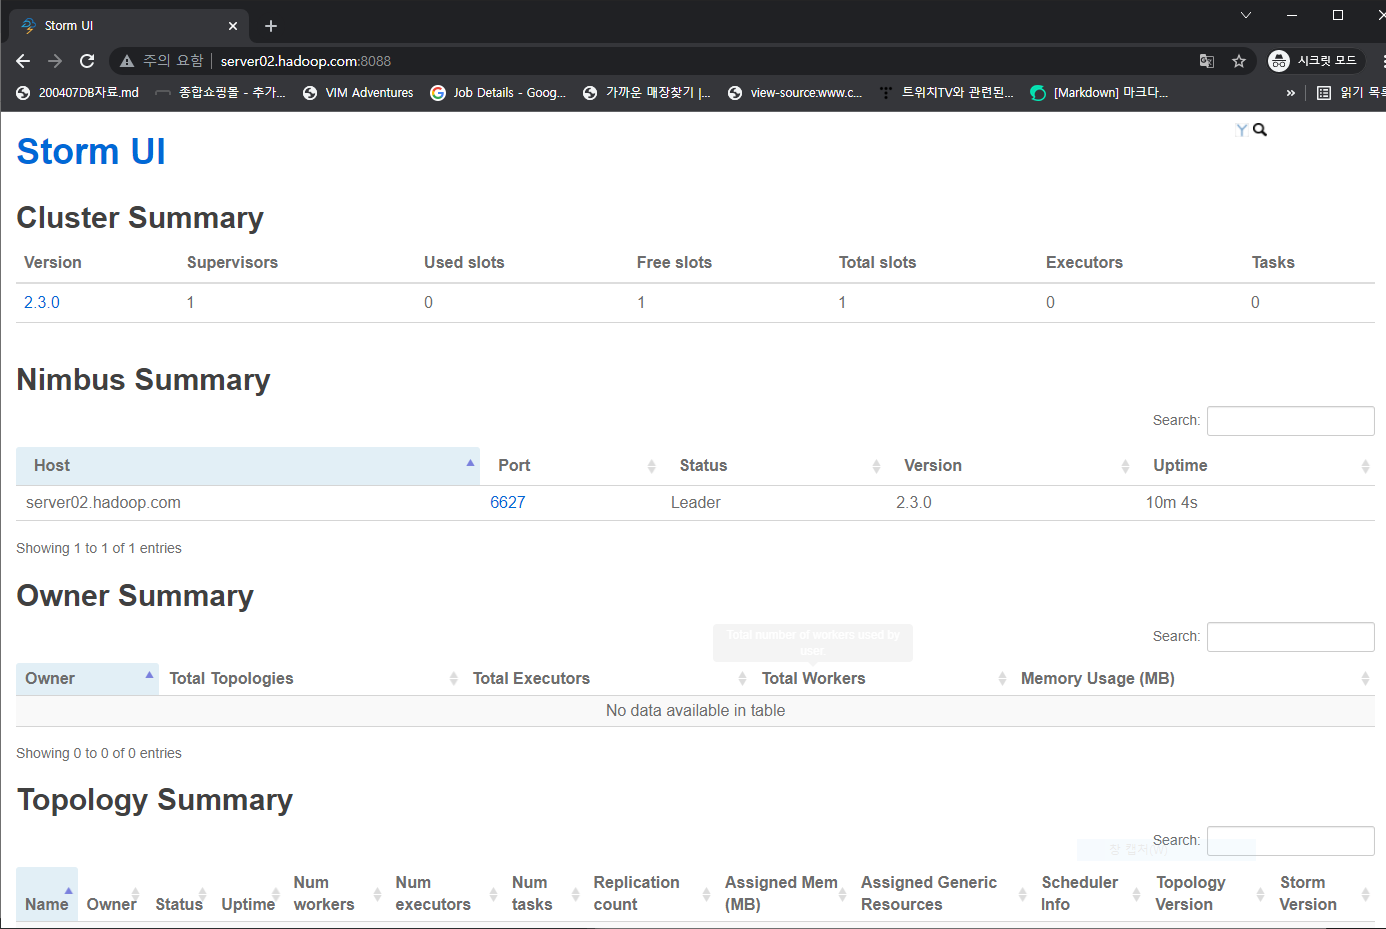 Storm UI
주의 요함 server02.hadoop.com:8088 시크릿 모드
200407DB자료.md 종합쇼핑몰 - 추가... VIM Adventures Job Details - Goog... 가까운 매장찾기 |... view-source:www.c... 트위치TV와 관련된... [Markdown] 마크다... » 읽기 목록
Storm UI
Cluster Summary
Version Supervisors Used slots Free slots Total slots Executors Tasks
2.3.0 1 0 1 1 0 0
Nimbus Summary
Search:
Host Port Status Version Uptime
server02.hadoop.com 6627 Leader 2.3.0 10m 4s
Showing 1 to 1 of 1 entries
Owner Summary
Search:
Total number of workers used by
user.
Owner Total Topologies Total Executors Total Workers Memory Usage (MB)
No data available in table
Showing 0 to 0 of 0 entries
Topology Summary
Search:
창 캡처(W)
Name Owner Status Uptime Num workers Num executors Num tasks Replication count Assigned Mem (MB) Assigned Generic Resources Scheduler Info Topology Version Storm Version